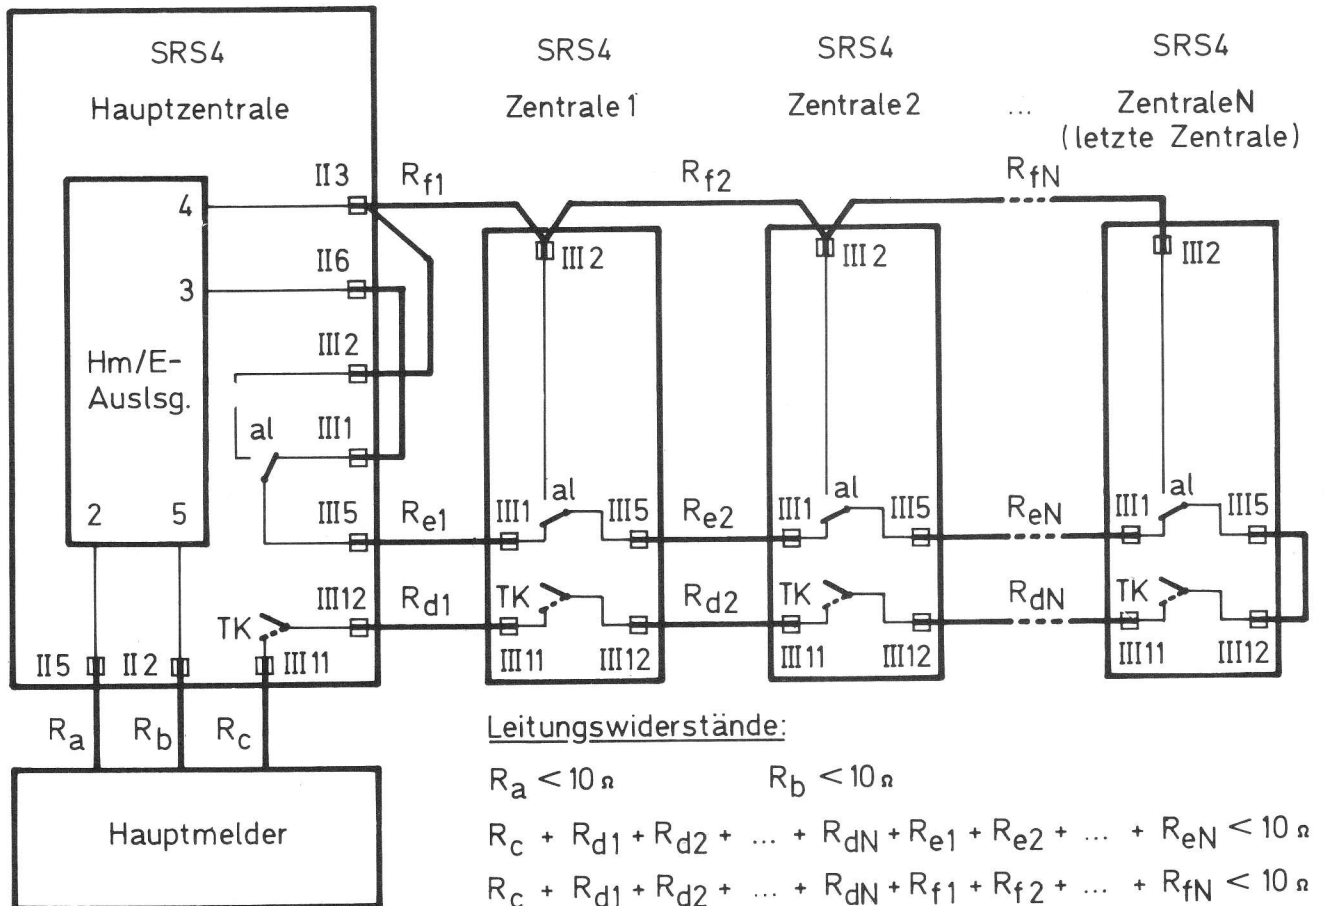 SRS4 SRS4 SRS4 SRS4
Hauptzentrale Zentrale 1 Zentrale 2 ... Zentrale N
(letzte Zentrale)
II3 Rf1 Rf2 RfN
4
II6 III2 III2 III2
3
III2
Hm/E-
Auslsg.
al III1
2 5 III5 Re1 III1 al III5 Re2 III1 al III5 ReN III1 al III5
TK III12 Rd1 TK Rd2 TK RdN TK
II5 II2 III11 III11 III12 III11 III12 III11 III12
Ra Rb Rc
Leitungswiderstände:
Ra < 10 Ω Rb < 10 Ω
Hauptmelder
Rc + Rd1 + Rd2 + ... + RdN + Re1 + Re2 + ... + ReN < 10 Ω
Rc + Rd1 + Rd2 + ... + RdN + Rf1 + Rf2 + ... + RfN < 10 Ω